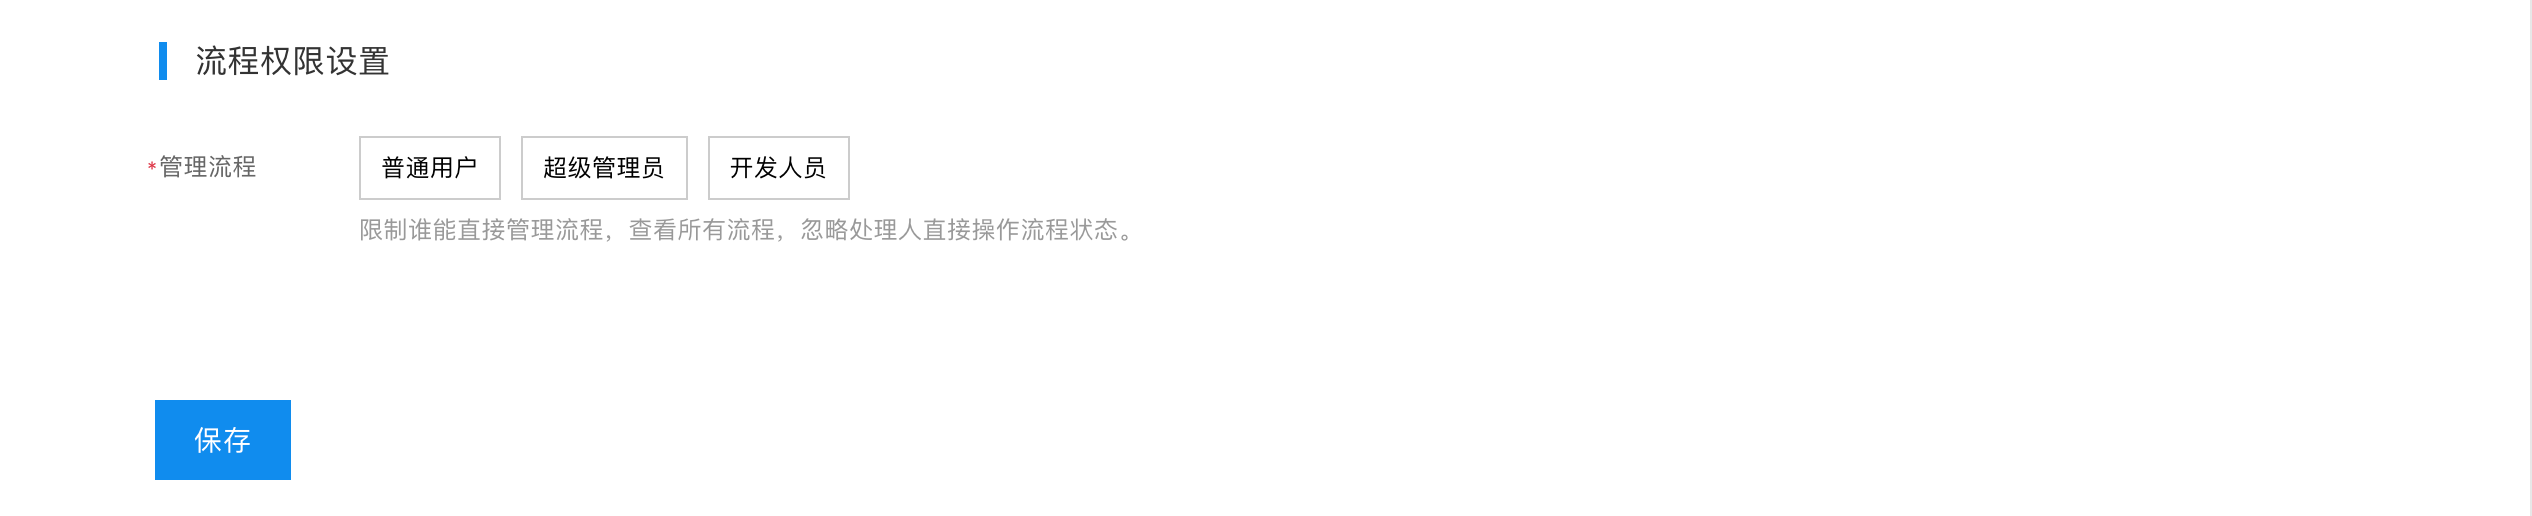 流程权限设置
*管理流程 普通用户 超级管理员 开发人员
限制谁能直接管理流程，查看所有流程，忽略处理人直接操作流程状态。
保存